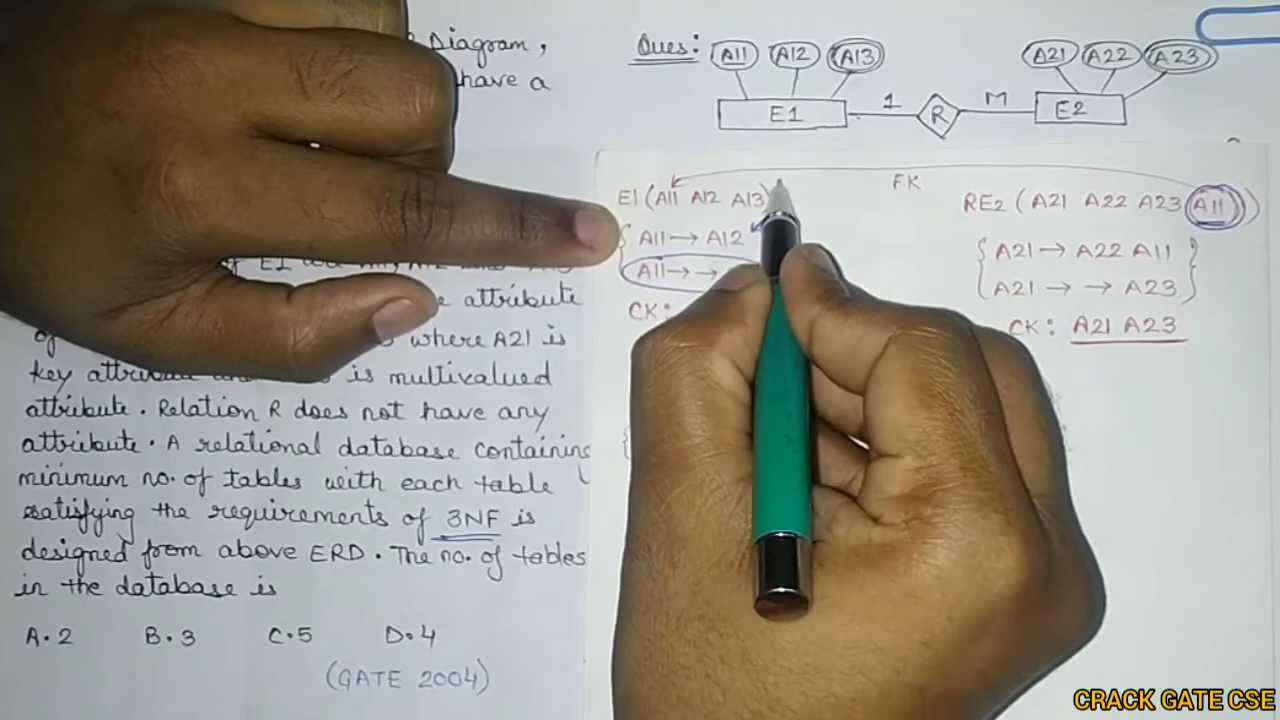 Diagram,
have a
of E1
attribute
of where A21 is
key is multivalued
attribute. Relation R does not have any
attribute. A relational database containing
minimum no. of tables with each table
satisfying the requirements of 3NF is
designed from above ERD. The no. of tables
in the database is
A. 2 B. 3 C. 5 D. 4
(GATE 2004)
Ques: A11 A12 A13 A21 A22 A23
E1 1 R M E2
FK
E1 (A11 A12 A13) RE2 (A21 A22 A23 A11)
{ A11 → A12 { A21 → A22 A11 }
A11 → → A21 → → A23
CK: CK: A21 A23
CRACK GATE CSE